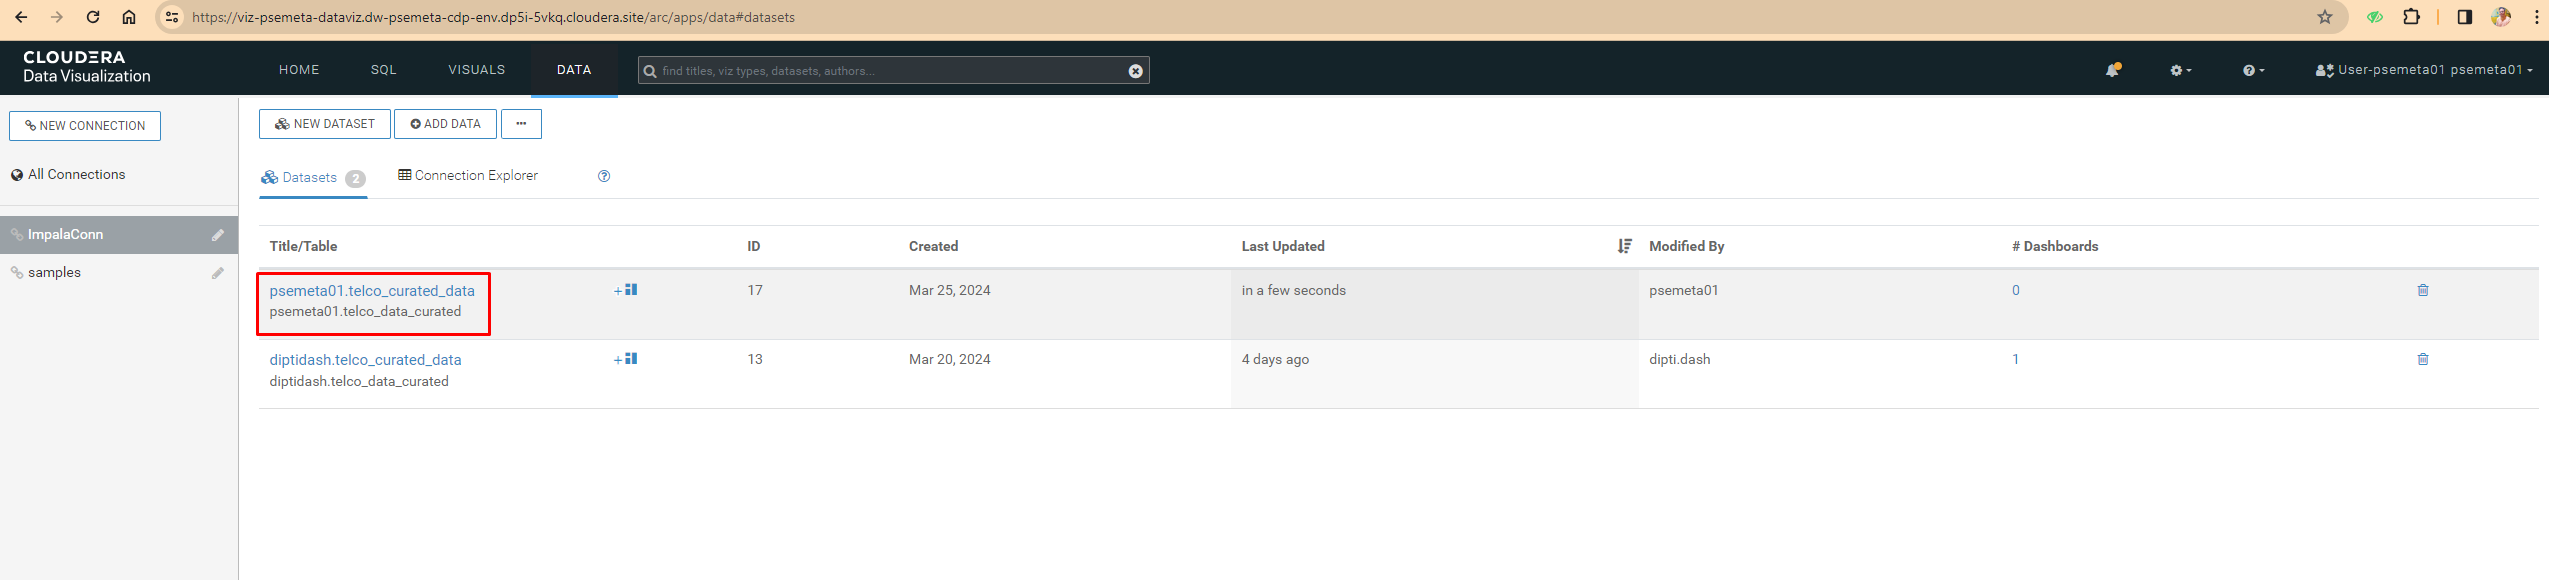 https://viz-psemeta-dataviz.dw-psemeta-cdp-env.dp5i-5vkq.cloudera.site/arc/apps/data#datasets
CLOUDERA
Data Visualization
HOME SQL VISUALS DATA
find titles, viz types, datasets, authors...
User-psemeta01 psemeta01
NEW CONNECTION
All Connections
ImpalaConn
samples
NEW DATASET ADD DATA ...
Datasets 2 Connection Explorer
Title/Table ID Created Last Updated Modified By # Dashboards
psemeta01.telco_curated_data 17 Mar 25, 2024 in a few seconds psemeta01 0
psemeta01.telco_data_curated
diptidash.telco_curated_data 13 Mar 20, 2024 4 days ago dipti.dash 1
diptidash.telco_data_curated